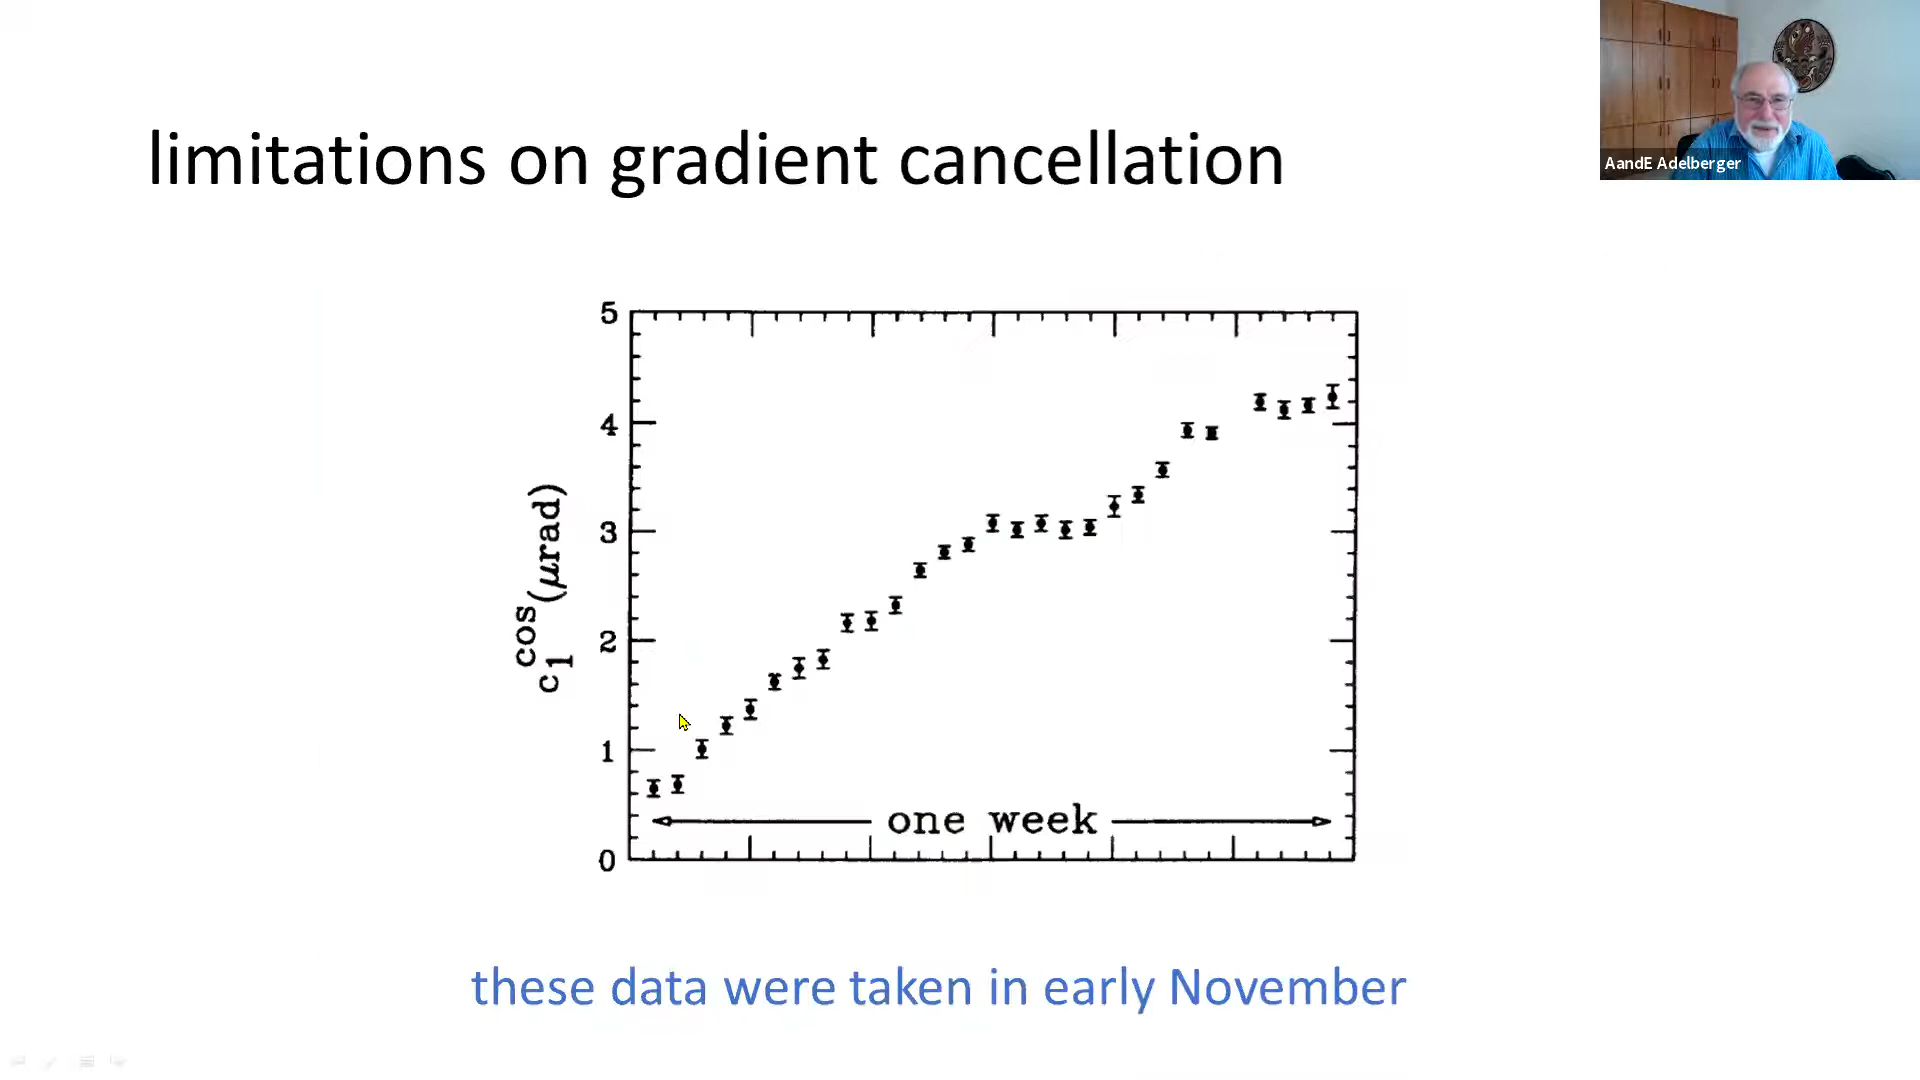 limitations on gradient cancellation
AandE Adelberger
5
4
3
2
1
0
c₁^cos (μrad)
one week
these data were taken in early November